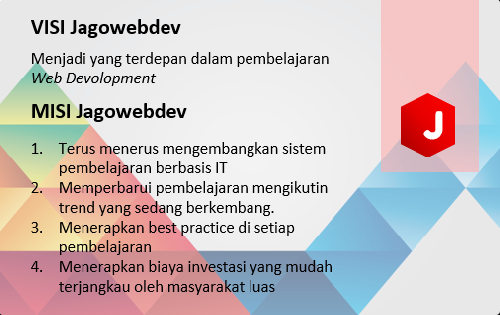 VISI Jagowebdev
Menjadi yang terdepan dalam pembelajaran
Web Devolopment
MISI Jagowebdev
1. Terus menerus mengembangkan sistem
pembelajaran berbasis IT
2. Memperbarui pembelajaran mengikutin
trend yang sedang berkembang.
3. Menerapkan best practice di setiap
pembelajaran
4. Menerapkan biaya investasi yang mudah
terjangkau oleh masyarakat luas
J